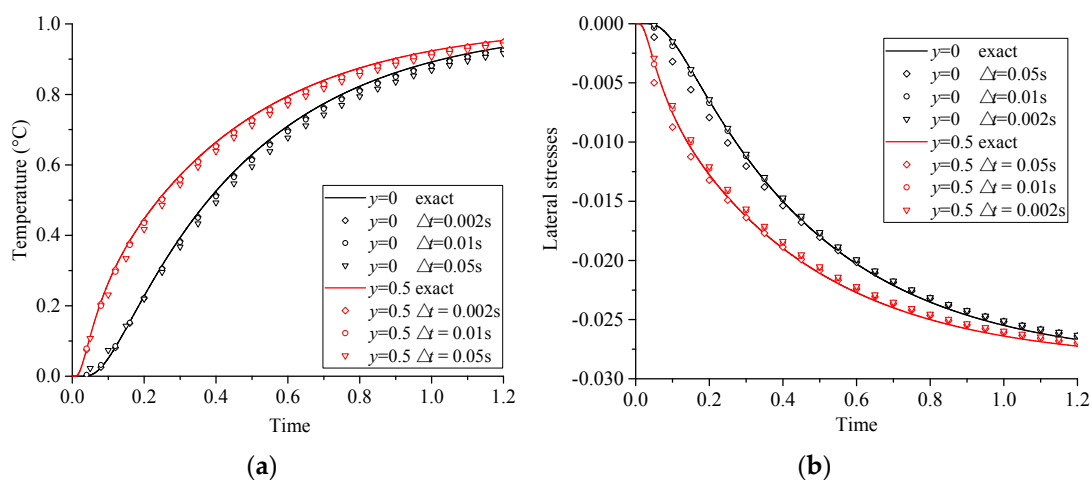 Temperature (°C)
1.0
0.8
0.6
0.4
0.2
0.0
0.0 0.2 0.4 0.6 0.8 1.0 1.2
Time
y=0 exact
y=0 △t=0.002s
y=0 △t=0.01s
y=0 △t=0.05s
y=0.5 exact
y=0.5 △t = 0.002s
y=0.5 △t = 0.01s
y=0.5 △t = 0.05s
(a)
Lateral stresses
0.000
-0.005
-0.010
-0.015
-0.020
-0.025
-0.030
0.0 0.2 0.4 0.6 0.8 1.0 1.2
Time
y=0 exact
y=0 △t=0.05s
y=0 △t=0.01s
y=0 △t=0.002s
y=0.5 exact
y=0.5 △t = 0.05s
y=0.5 △t = 0.01s
y=0.5 △t = 0.002s
(b)